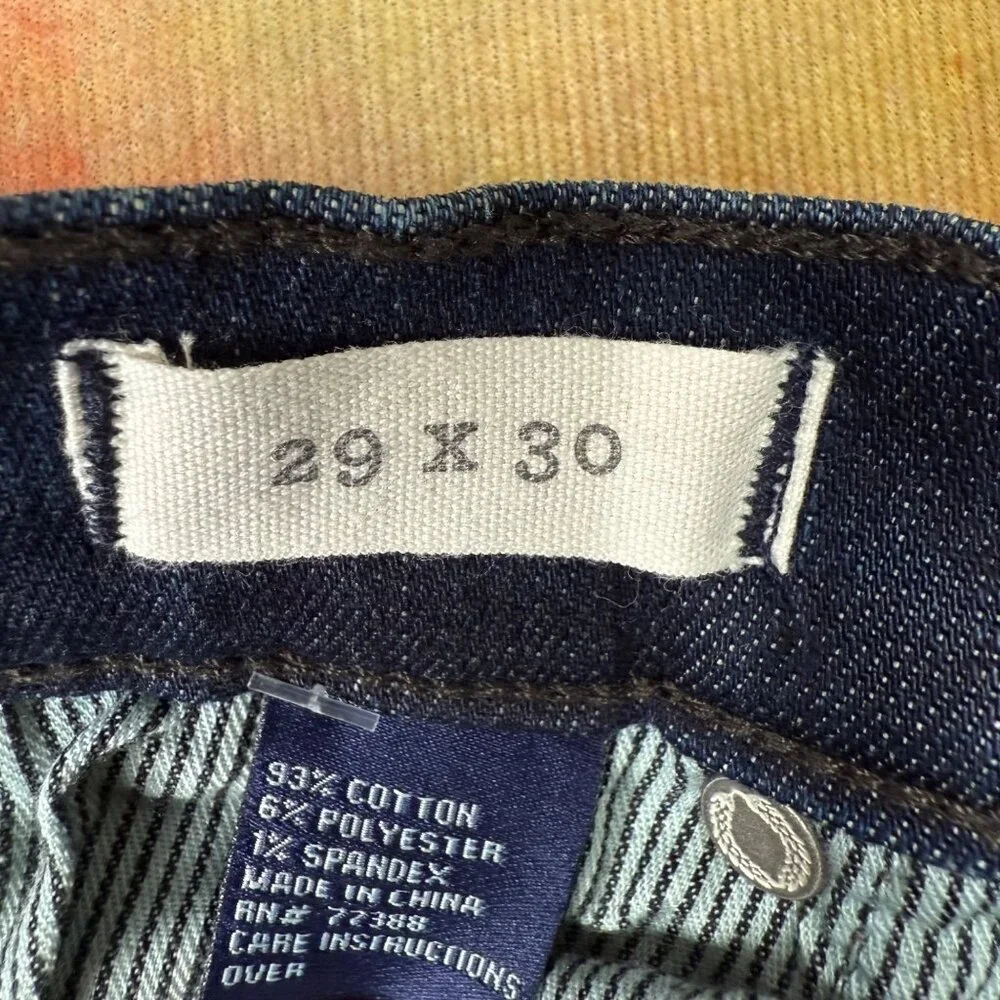 29 X 30
93% COTTON
6% POLYESTER
1% SPANDEX
MADE IN CHINA
RN# 77388
CARE INSTRUCTIONS
OVER